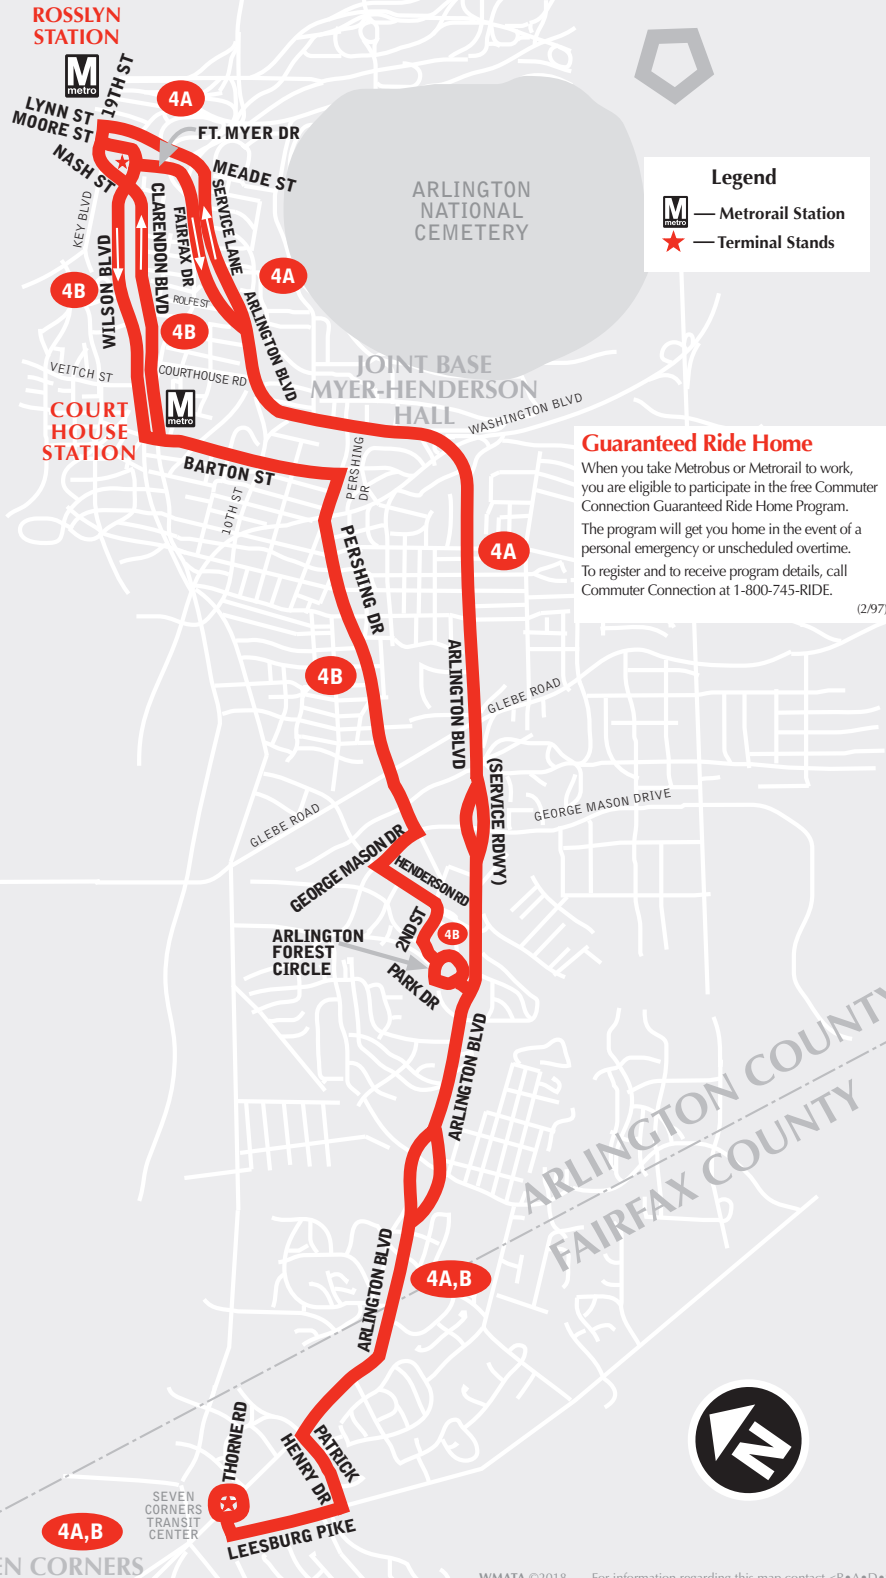 ROSSLYN
STATION
M
metro
19TH ST
LYNN ST
MOORE ST
4A
FT. MYER DR
NASH ST
MEADE ST
KEY BLVD
CLARENDON BLVD
FAIRFAX DR
SERVICE LANE
WILSON BLVD
4B
4A
ROLFE ST
4B
ARLINGTON BLVD
VEITCH ST
COURTHOUSE RD
COURT
HOUSE
STATION
M
metro
BARTON ST
10TH ST
ARLINGTON
NATIONAL
CEMETERY
Legend
M
metro
— Metrorail Station
— Terminal Stands
JOINT BASE
MYER-HENDERSON
HALL
WASHINGTON BLVD
PERSHING
DR
Guaranteed Ride Home
When you take Metrobus or Metrorail to work,
you are eligible to participate in the free Commuter
Connection Guaranteed Ride Home Program.
The program will get you home in the event of a
personal emergency or unscheduled overtime.
To register and to receive program details, call
Commuter Connection at 1-800-745-RIDE.
(2/97)
4A
PERSHING DR
4B
ARLINGTON BLVD
GLEBE ROAD
(SERVICE RDWY)
GEORGE MASON DRIVE
GLEBE ROAD
GEORGE MASON DR
HENDERSON RD
2ND ST
4B
ARLINGTON
FOREST
CIRCLE
PARK DR
ARLINGTON BLVD
ARLINGTON COUNTY
FAIRFAX COUNTY
ARLINGTON BLVD
4A,B
N
THORNE RD
PATRICK
HENRY DR
SEVEN
CORNERS
TRANSIT
CENTER
4A,B
LEESBURG PIKE
EN CORNERS